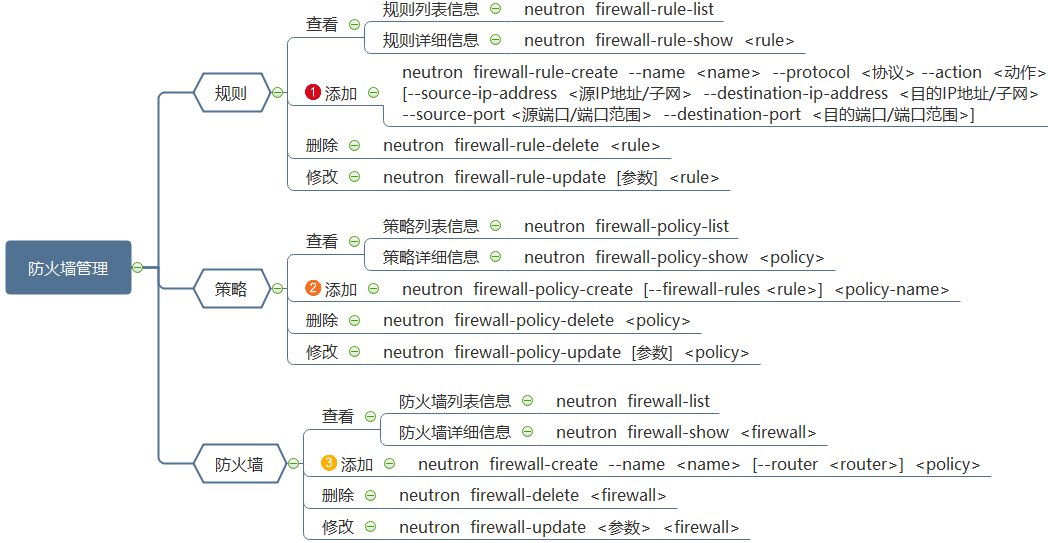 防火墙管理
规则
查看
规则列表信息 neutron firewall-rule-list
规则详细信息 neutron firewall-rule-show <rule>
1 添加 neutron firewall-rule-create --name <name> --protocol <协议> --action <动作>
[--source-ip-address <源IP地址/子网> --destination-ip-address <目的IP地址/子网>
--source-port <源端口/端口范围> --destination-port <目的端口/端口范围>]
删除 neutron firewall-rule-delete <rule>
修改 neutron firewall-rule-update [参数] <rule>
策略
查看
策略列表信息 neutron firewall-policy-list
策略详细信息 neutron firewall-policy-show <policy>
2 添加 neutron firewall-policy-create [--firewall-rules <rule>] <policy-name>
删除 neutron firewall-policy-delete <policy>
修改 neutron firewall-policy-update [参数] <policy>
防火墙
查看
防火墙列表信息 neutron firewall-list
防火墙详细信息 neutron firewall-show <firewall>
3 添加 neutron firewall-create --name <name> [--router <router>] <policy>
删除 neutron firewall-delete <firewall>
修改 neutron firewall-update <参数> <firewall>